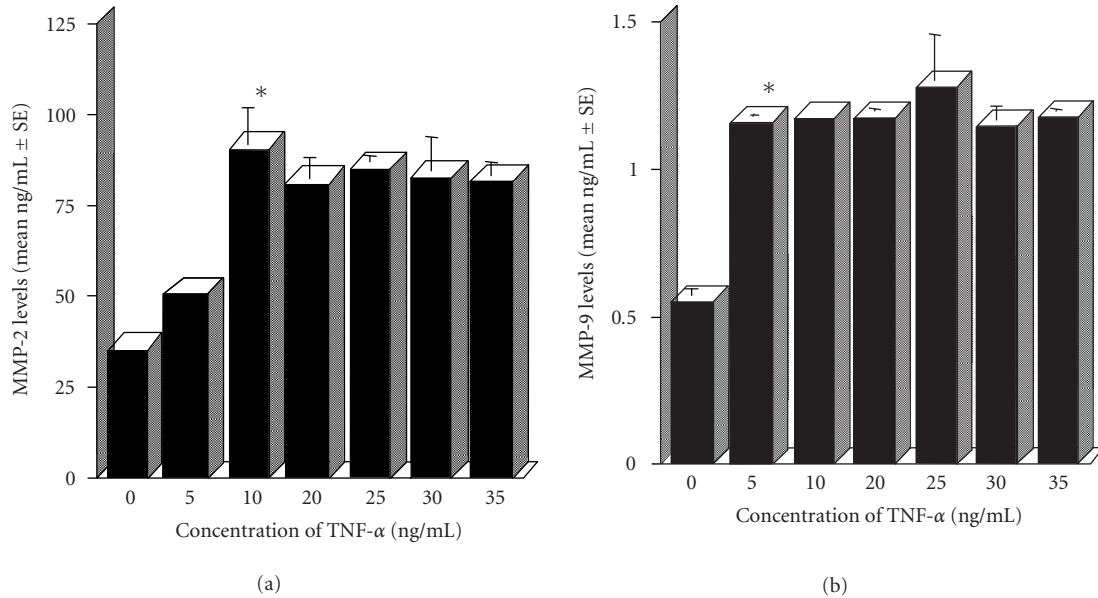 125
100
75
50
25
0
MMP-2 levels (mean ng/mL ± SE)
*
0 5 10 20 25 30 35
Concentration of TNF-α (ng/mL)
(a)
1.5
1
0.5
0
MMP-9 levels (mean ng/mL ± SE)
*
0 5 10 20 25 30 35
Concentration of TNF-α (ng/mL)
(b)